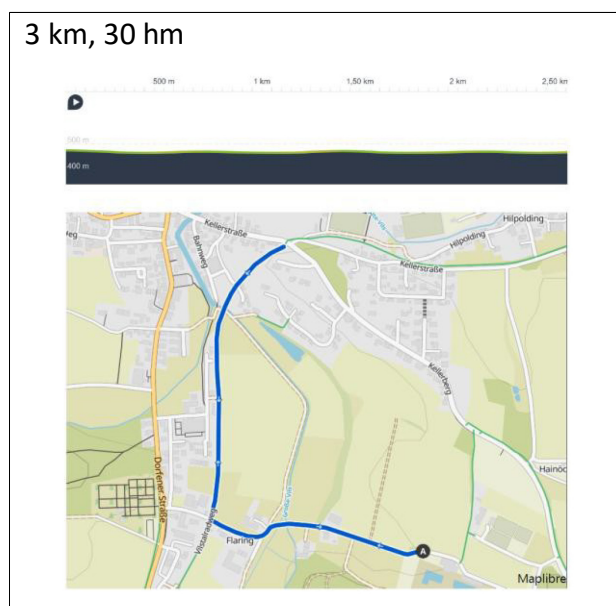 3 km, 30 hm
500 m 1 km 1,50 km 2 km 2,50 km
500 m
400 m
Kellerstraße
Hilpolding
Bahnweg
Hilpolding
Kellerstraße
Kellerberg
Dorfener Straße
Hainöc
Vilstalradweg
Flaring
A
Maplibre